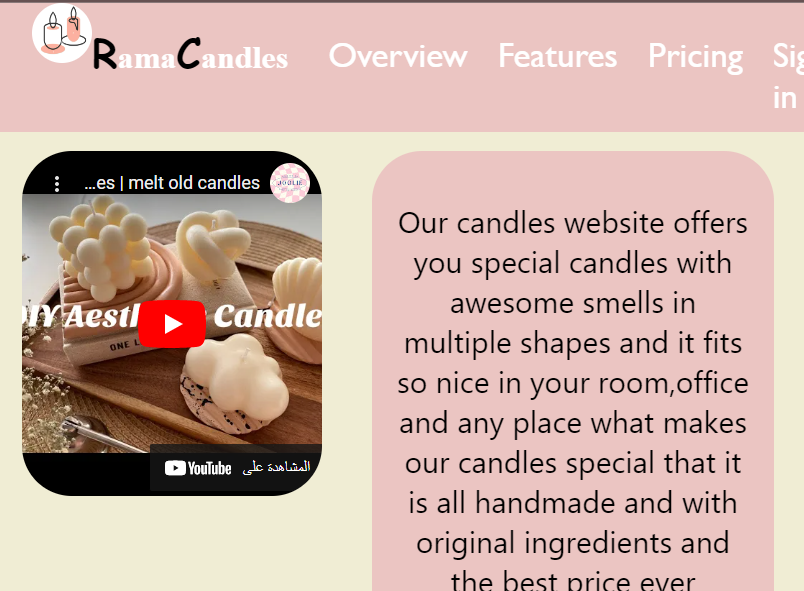 RamaCandles
Overview Features Pricing Sig
in
...es | melt old candles
JOOLIE
IY Aest Candle
ONE L
المشاهدة على YouTube
Our candles website offers
you special candles with
awesome smells in
multiple shapes and it fits
so nice in your room,office
and any place what makes
our candles special that it
is all handmade and with
original ingredients and
the best price ever